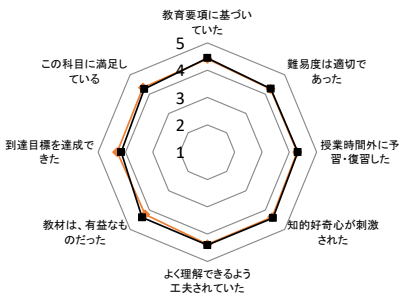 教育要項に基づい
ていた
難易度は適切で
あった
授業時間外に予
習・復習した
知的好奇心が刺激
された
よく理解できるよう
工夫されていた
教材は、有益なも
のだった
到達目標を達成で
きた
この科目に満足し
ている
5
4
3
2
1